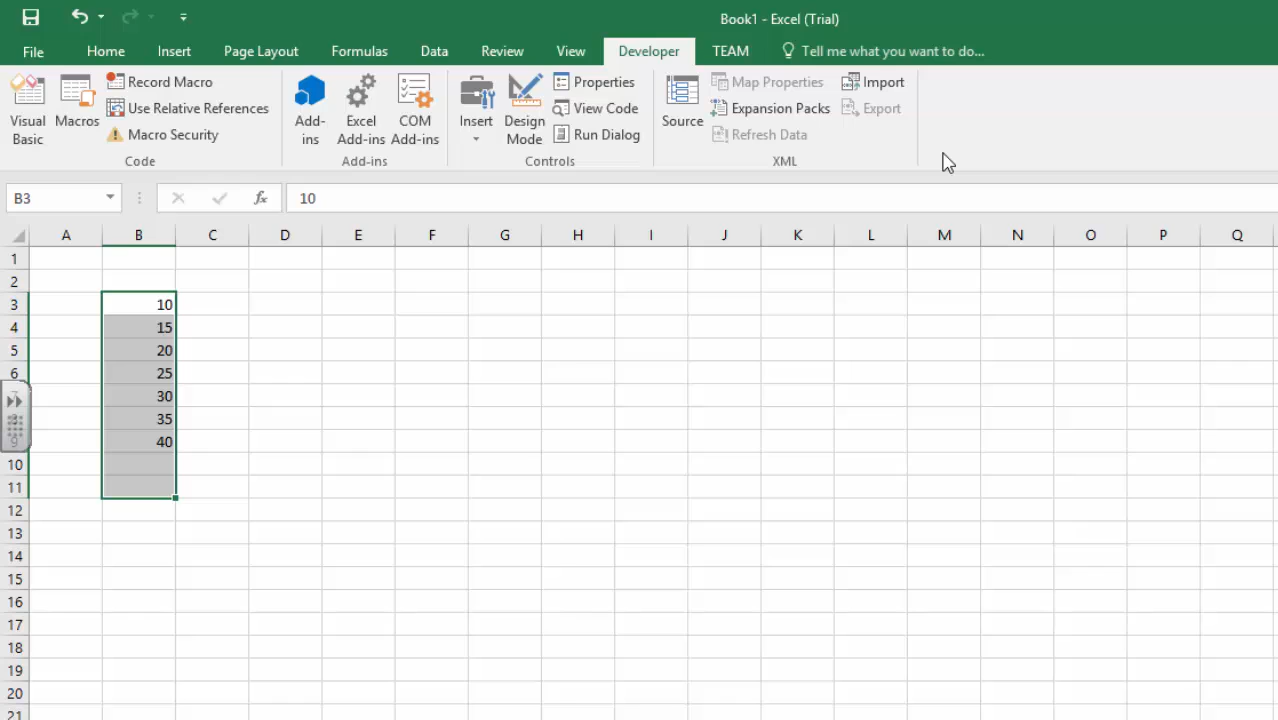 Book1 - Excel (Trial)
File Home Insert Page Layout Formulas Data Review View Developer TEAM Tell me what you want to do...
Visual Basic
Macros
Record Macro
Use Relative References
Macro Security
Code
Add-ins
Excel Add-ins
COM Add-ins
Add-ins
Insert
Design Mode
Properties
View Code
Run Dialog
Controls
Source
Map Properties
Expansion Packs
Refresh Data
Import
Export
XML
B3 fx 10
A B C D E F G H I J K L M N O P Q
1
2
3 10
4 15
5 20
6 25
30
35
9 40
10
11
12
13
14
15
16
17
18
19
20
21